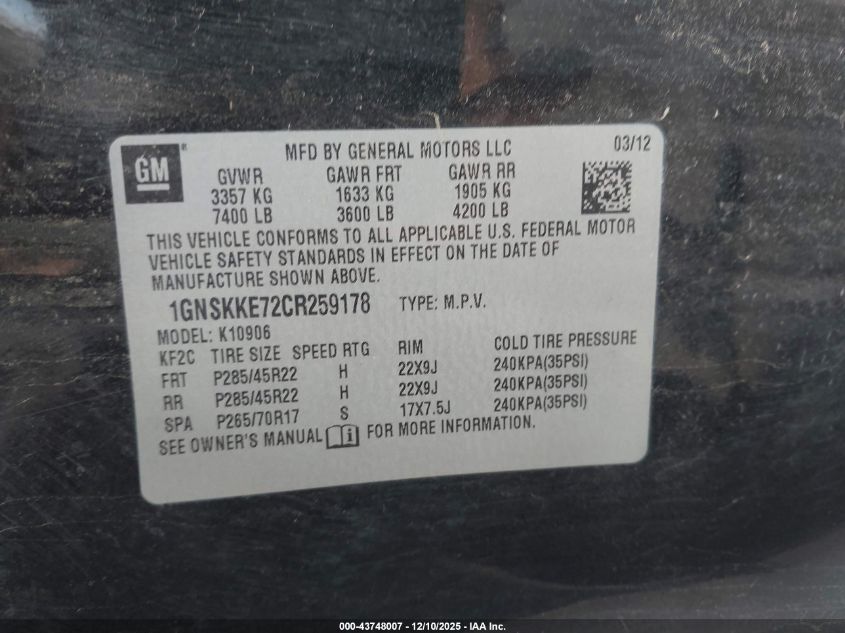 GM®
MFD BY GENERAL MOTORS LLC 03/12
GVWR GAWR FRT GAWR RR
3357 KG 1633 KG 1905 KG
7400 LB 3600 LB 4200 LB
THIS VEHICLE CONFORMS TO ALL APPLICABLE U.S. FEDERAL MOTOR
VEHICLE SAFETY STANDARDS IN EFFECT ON THE DATE OF
MANUFACTURE SHOWN ABOVE.
1GNSKKE72CR259178 TYPE: M.P.V.
MODEL: K10906
KF2C TIRE SIZE SPEED RTG RIM COLD TIRE PRESSURE
FRT P285/45R22 H 22X9J 240KPA(35PSI)
RR P285/45R22 H 22X9J 240KPA(35PSI)
SPA P265/70R17 S 17X7.5J 240KPA(35PSI)
SEE OWNER'S MANUAL FOR MORE INFORMATION.
000-43748007 - 12/10/2025 - IAA Inc.